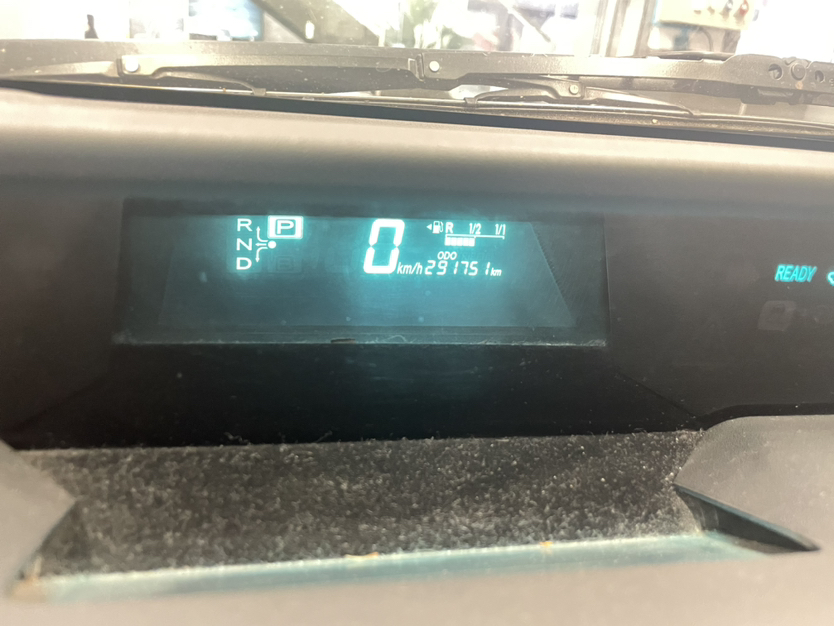 R P
N
D B
0 km/h
R 1/2 1/1
ODO
291751 km
READY